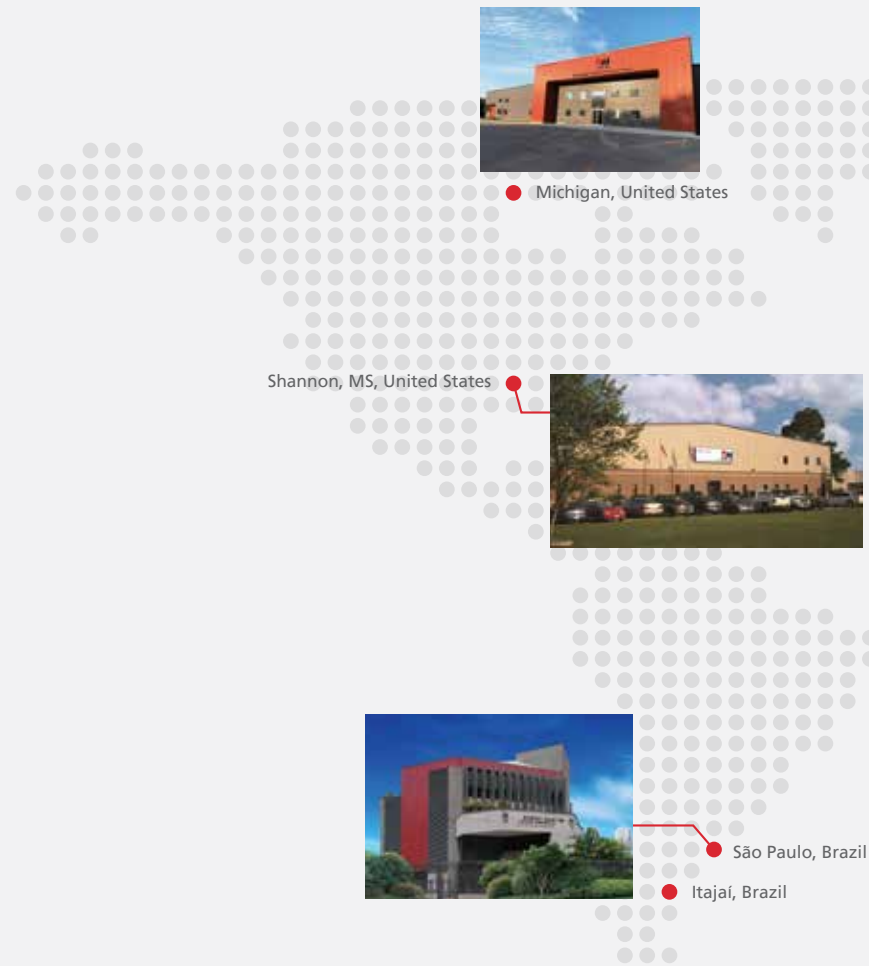 Michigan, United States
Shannon, MS, United States
São Paulo, Brazil
Itajaí, Brazil